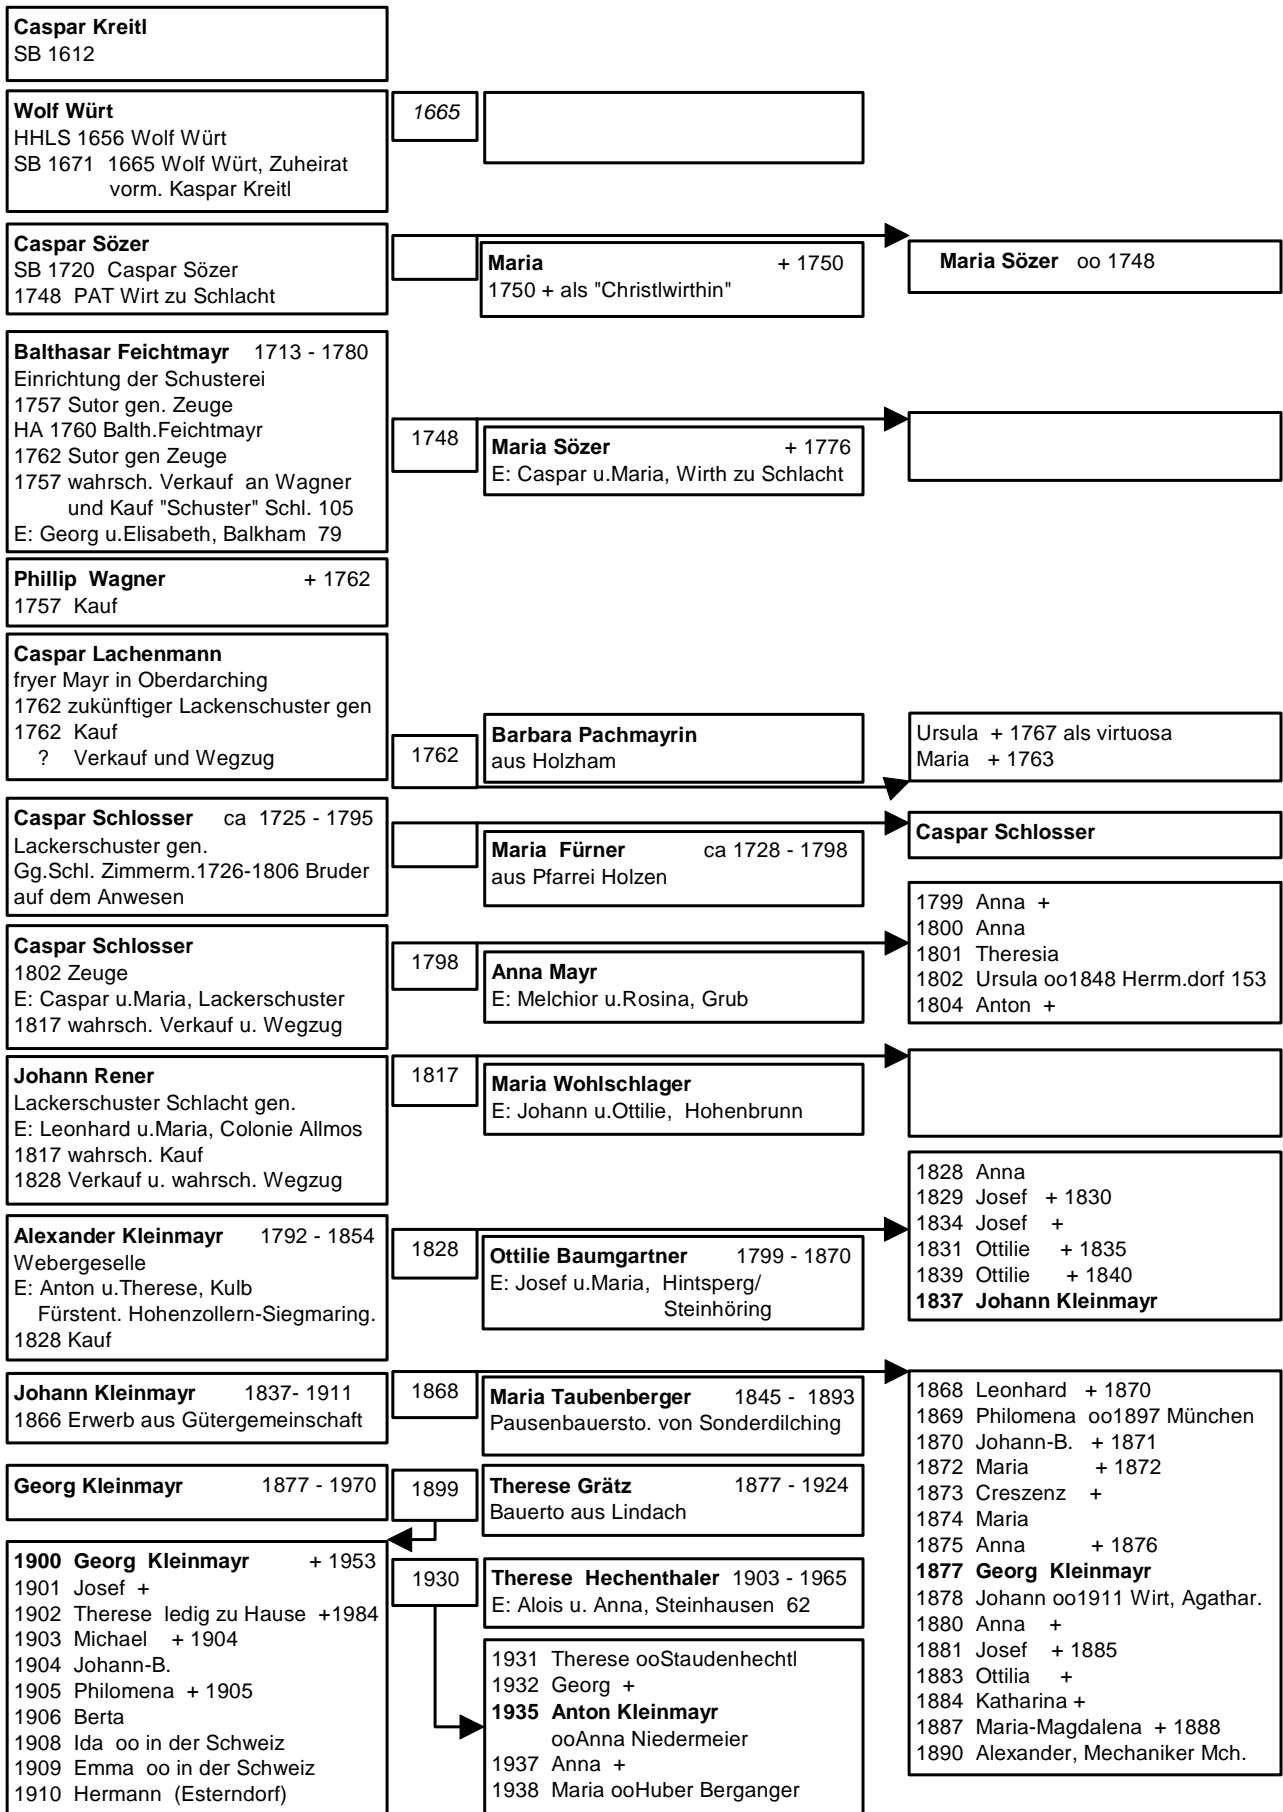 Caspar Kreitl
SB 1612
Wolf Würt
HHLS 1656 Wolf Würt
SB 1671  1665 Wolf Würt, Zuheirat
vorm. Kaspar Kreitl
1665
Caspar Sözer
SB 1720  Caspar Sözer
1748  PAT Wirt zu Schlacht
Maria + 1750
1750 + als "Christlwirthin"
Maria Sözer  oo 1748
Balthasar Feichtmayr  1713 - 1780
Einrichtung der Schusterei
1757 Sutor gen. Zeuge
HA 1760 Balth.Feichtmayr
1762 Sutor gen Zeuge
1757 wahrsch. Verkauf  an Wagner
und Kauf "Schuster" Schl. 105
E: Georg u.Elisabeth, Balkham  79
1748
Maria Sözer + 1776
E: Caspar u.Maria, Wirth zu Schlacht
Phillip  Wagner + 1762
1757  Kauf
Caspar Lachenmann
fryer Mayr in Oberdarching
1762 zukünftiger Lackenschuster gen
1762  Kauf
?  Verkauf und Wegzug
1762
Barbara Pachmayrin
aus Holzham
Ursula  + 1767 als virtuosa
Maria  + 1763
Caspar Schlosser  ca  1725 - 1795
Lackerschuster gen.
Gg.Schl. Zimmerm.1726-1806 Bruder
auf dem Anwesen
Maria  Fürner  ca 1728 - 1798
aus Pfarrei Holzen
Caspar Schlosser
Caspar Schlosser
1802 Zeuge
E: Caspar u.Maria, Lackerschuster
1817 wahrsch. Verkauf u. Wegzug
1798
Anna Mayr
E: Melchior u.Rosina, Grub
1799  Anna  +
1800  Anna
1801  Theresia
1802  Ursula oo1848 Herrm.dorf 153
1804  Anton  +
Johann Rener
Lackerschuster Schlacht gen.
E: Leonhard u.Maria, Colonie Allmos
1817 wahrsch. Kauf
1828 Verkauf u. wahrsch. Wegzug
1817
Maria Wohlschlager
E: Johann u.Ottilie,  Hohenbrunn
Alexander Kleinmayr  1792 - 1854
Webergeselle
E: Anton u.Therese, Kulb
Fürstent. Hohenzollern-Siegmaring.
1828 Kauf
1828
Ottilie Baumgartner  1799 - 1870
E: Josef u.Maria,  Hintsperg/
Steinhöring
1828  Anna
1829  Josef  + 1830
1834  Josef  +
1831  Ottilie  + 1835
1839  Ottilie  + 1840
1837  Johann Kleinmayr
Johann Kleinmayr  1837- 1911
1866 Erwerb aus Gütergemeinschaft
1868
Maria Taubenberger  1845 -  1893
Pausenbauersto. von Sonderdilching
1868  Leonhard  + 1870
1869  Philomena  oo1897 München
1870  Johann-B.  + 1871
1872  Maria  + 1872
1873  Creszenz  +
1874  Maria
1875  Anna  + 1876
1877  Georg  Kleinmayr
1878  Johann oo1911 Wirt, Agathar.
1880  Anna  +
1881  Josef  + 1885
1883  Ottilia  +
1884  Katharina +
1887  Maria-Magdalena  + 1888
1890  Alexander, Mechaniker Mch.
Georg Kleinmayr  1877 - 1970
1899
Therese Grätz  1877 - 1924
Bauerto aus Lindach
1900  Georg  Kleinmayr  + 1953
1901  Josef  +
1902  Therese  ledig zu Hause  +1984
1903  Michael  + 1904
1904  Johann-B.
1905  Philomena  + 1905
1906  Berta
1908  Ida  oo in der Schweiz
1909  Emma  oo in der Schweiz
1910  Hermann  (Esterndorf)
1930
Therese  Hechenthaler  1903 - 1965
E: Alois u. Anna, Steinhausen  62
1931  Therese ooStaudenhechtl
1932  Georg  +
1935  Anton Kleinmayr
ooAnna Niedermeier
1937  Anna  +
1938  Maria ooHuber Berganger